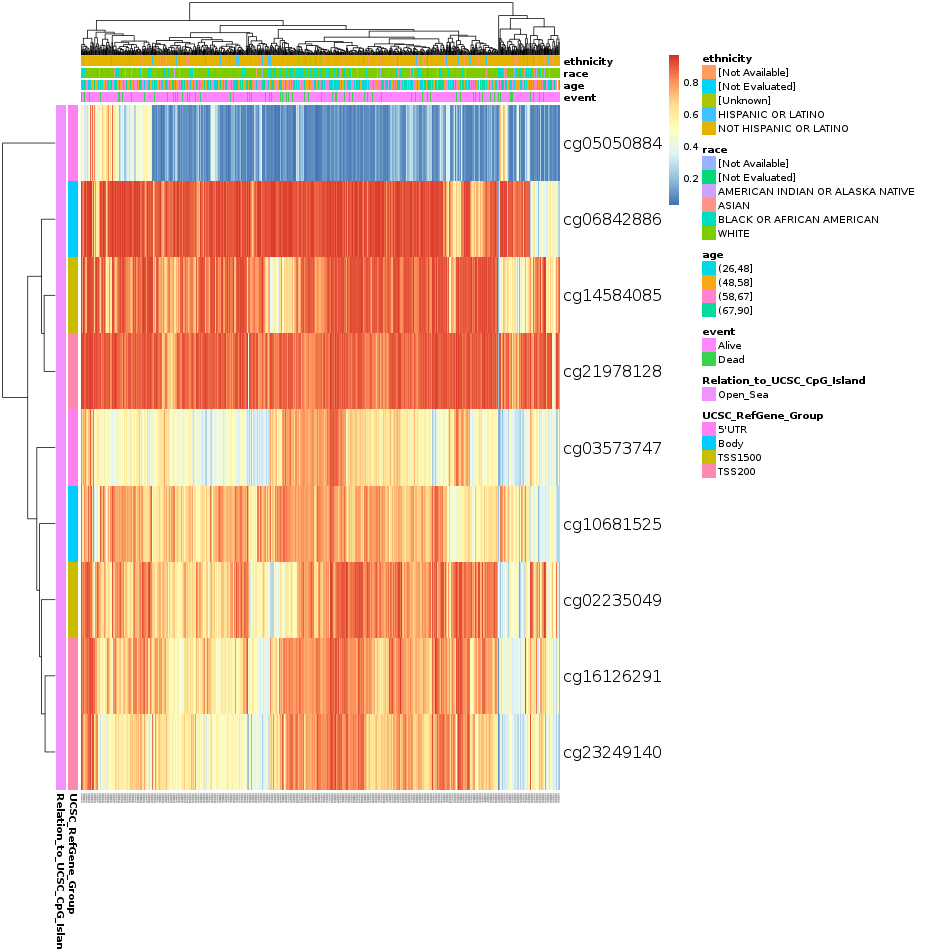 ethnicity
race
age
event
cg05050884
cg06842886
cg14584085
cg21978128
cg03573747
cg10681525
cg02235049
cg16126291
cg23249140
0.8
0.6
0.4
0.2
ethnicity
[Not Available]
[Not Evaluated]
[Unknown]
HISPANIC OR LATINO
NOT HISPANIC OR LATINO
race
[Not Available]
[Not Evaluated]
AMERICAN INDIAN OR ALASKA NATIVE
ASIAN
BLACK OR AFRICAN AMERICAN
WHITE
age
(26,48]
(48,58]
(58,67]
(67,90]
event
Alive
Dead
Relation_to_UCSC_CpG_Island
Open_Sea
UCSC_RefGene_Group
5'UTR
Body
TSS1500
TSS200
UCSC_RefGene_Group
Relation_to_UCSC_CpG_Islan